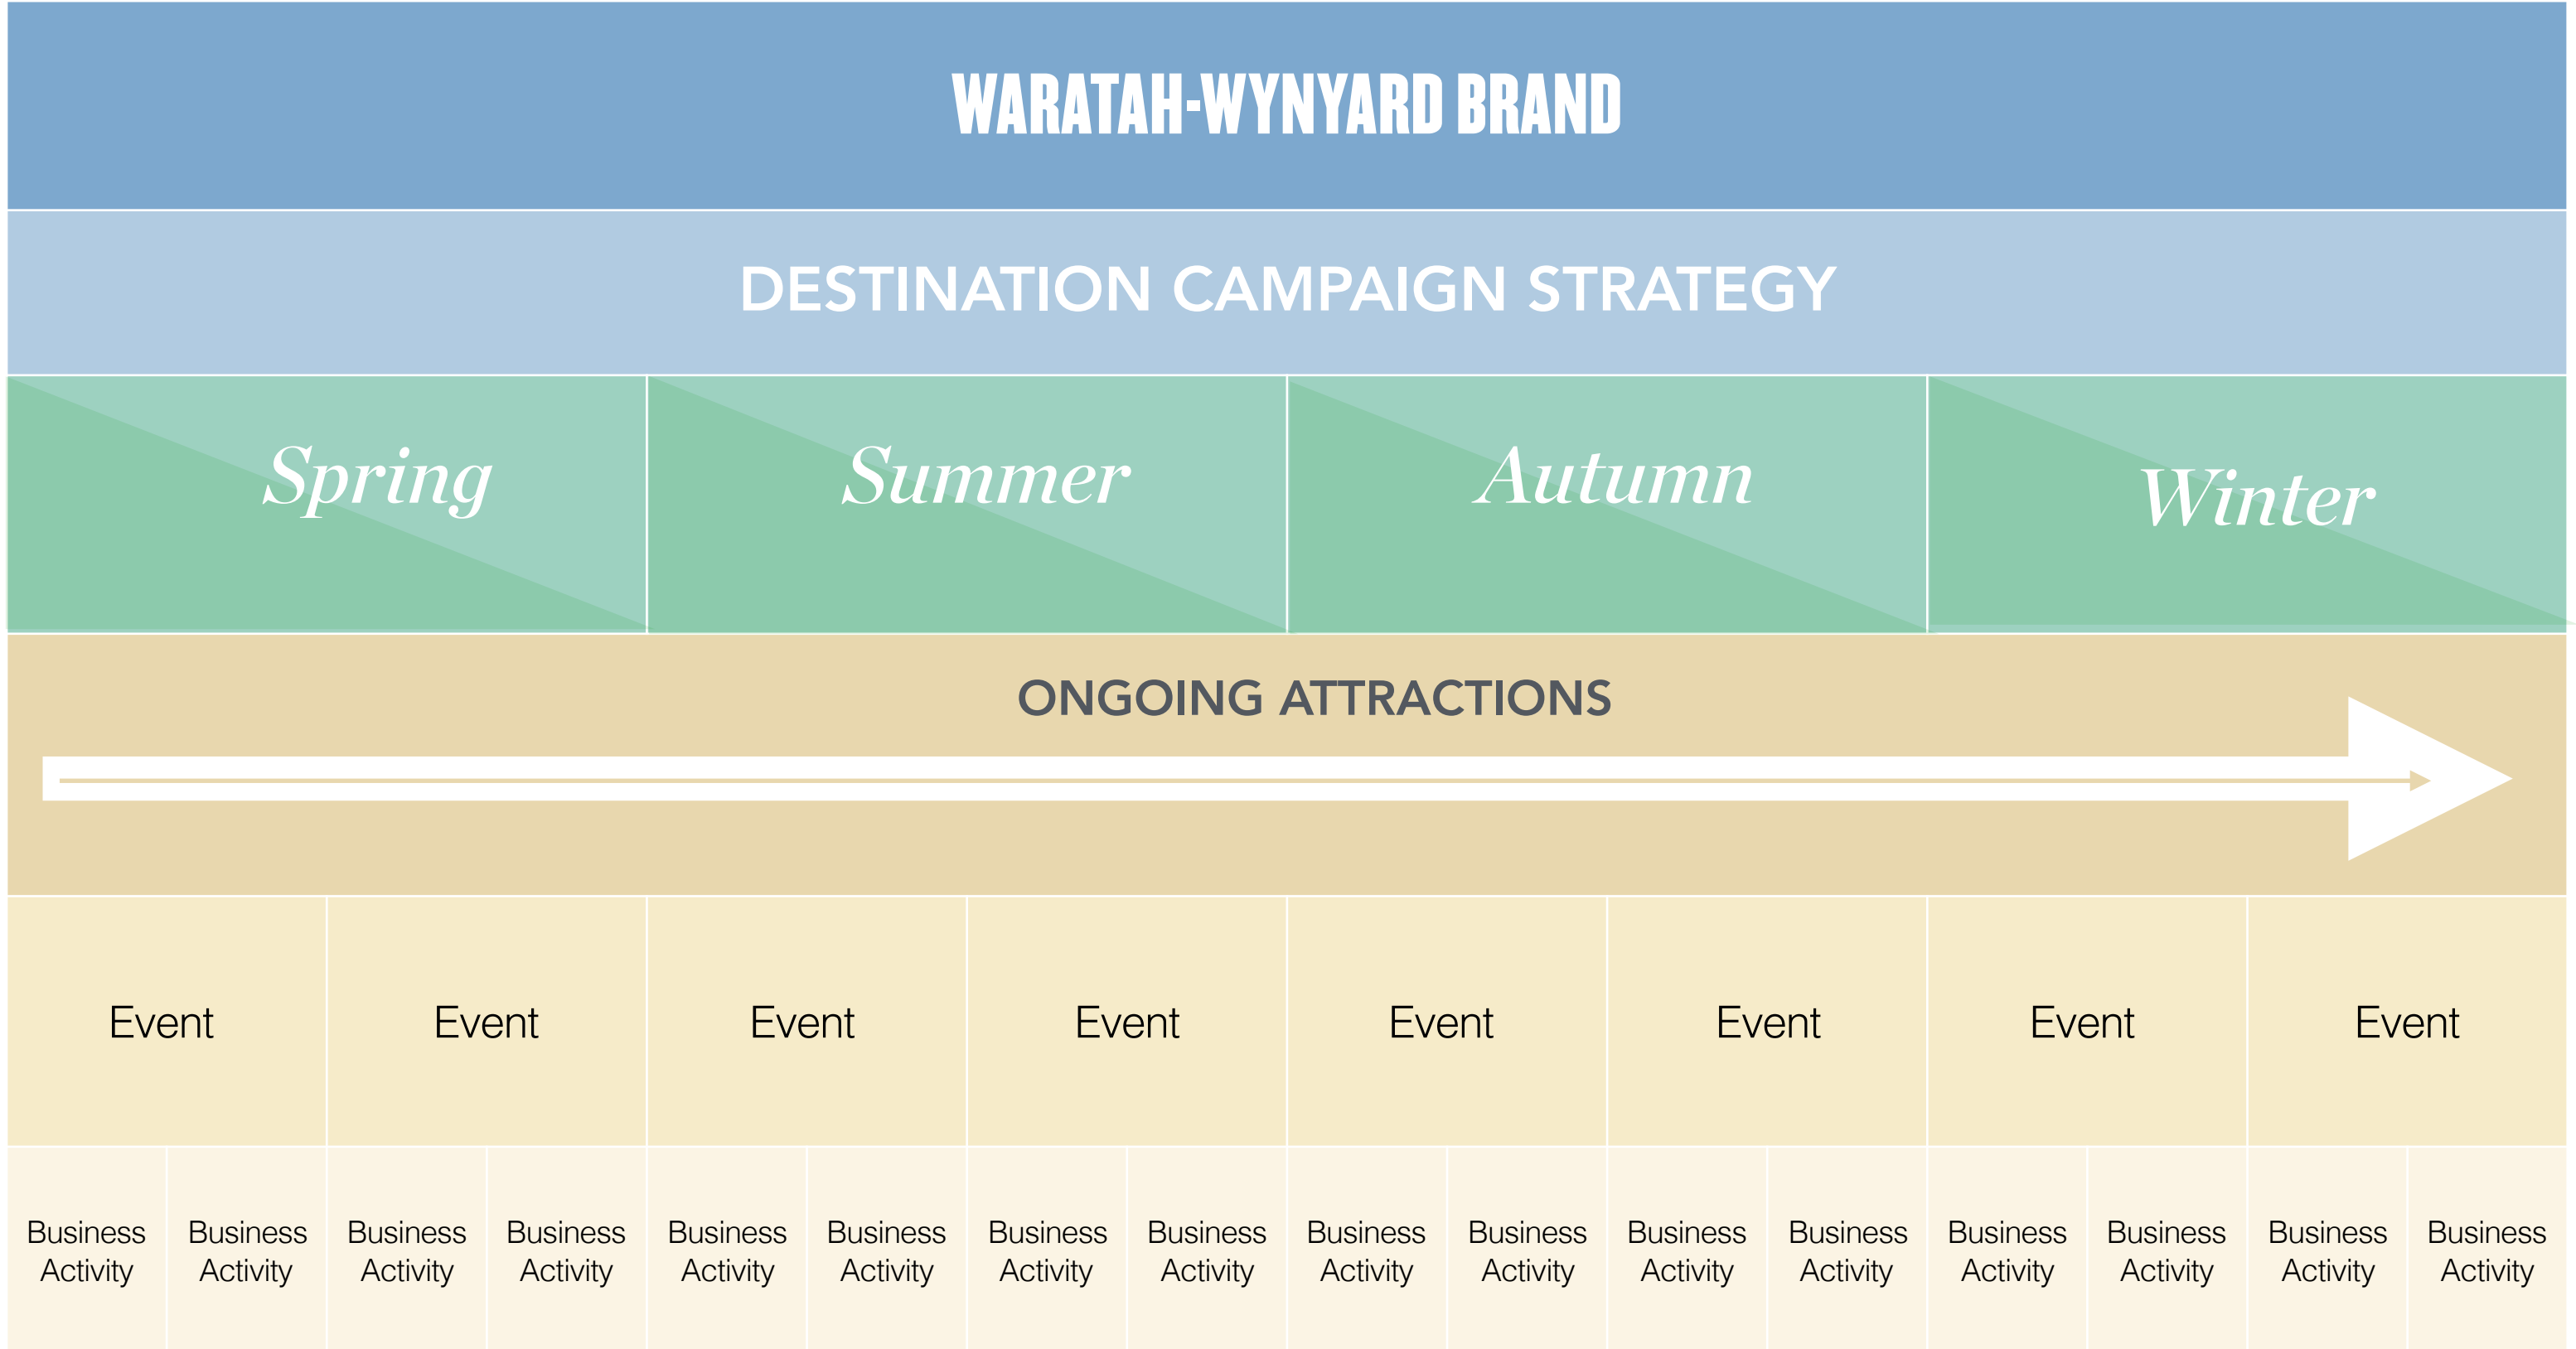 WARATAH-WYNYARD BRAND
DESTINATION CAMPAIGN STRATEGY
Spring
Summer
Autumn
Winter
ONGOING ATTRACTIONS
Event
Event
Event
Event
Event
Event
Event
Event
Business
Activity
Business
Activity
Business
Activity
Business
Activity
Business
Activity
Business
Activity
Business
Activity
Business
Activity
Business
Activity
Business
Activity
Business
Activity
Business
Activity
Business
Activity
Business
Activity
Business
Activity
Business
Activity